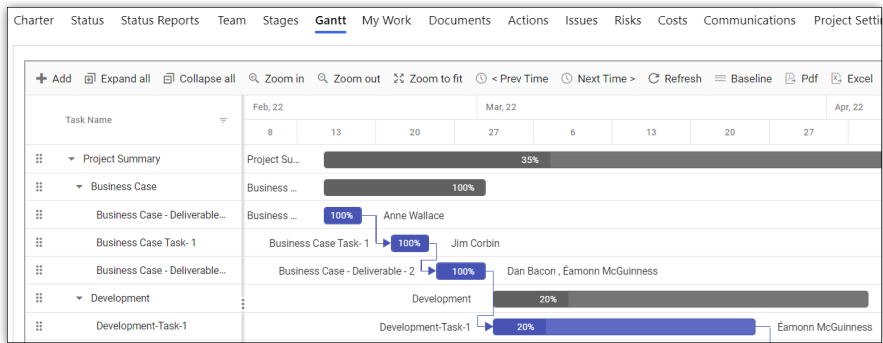 Charter Status Status Reports Team Stages Gantt My Work Documents Actions Issues Risks Costs Communications Project
Add Expand all Collapse all Zoom in Zoom out Zoom to fit < Prev Time Next Time > Refresh Baseline Pdf Excel
Task Name Feb, 22 Mar, 22 Apr, 22
8 13 20 27 6 13 20 27
Project Summary Project Su... 35%
Business Case Business ... 100%
Business Case - Deliverable... Business ... 100% Anne Wallace
Business Case Task- 1 Business Case Task- 1 100% Jim Corbin
Business Case - Deliverable... Business Case - Deliverable - 2 100% Dan Bacon , Éamonn McGuinness
Development Development 20%
Development-Task-1 Development-Task-1 20% Éamonn McGuinness